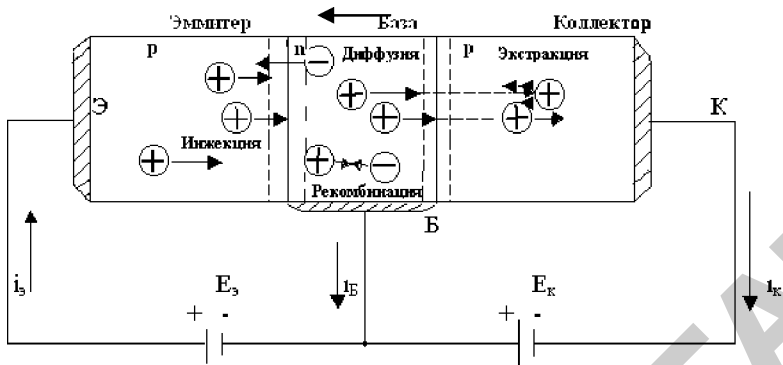 Эммитер База Коллектор
p n Диффузия p Экстракция
Э К
Инжекция
Рекомбинация
Б
iэ Eэ iБ Eк iк
+ - + -